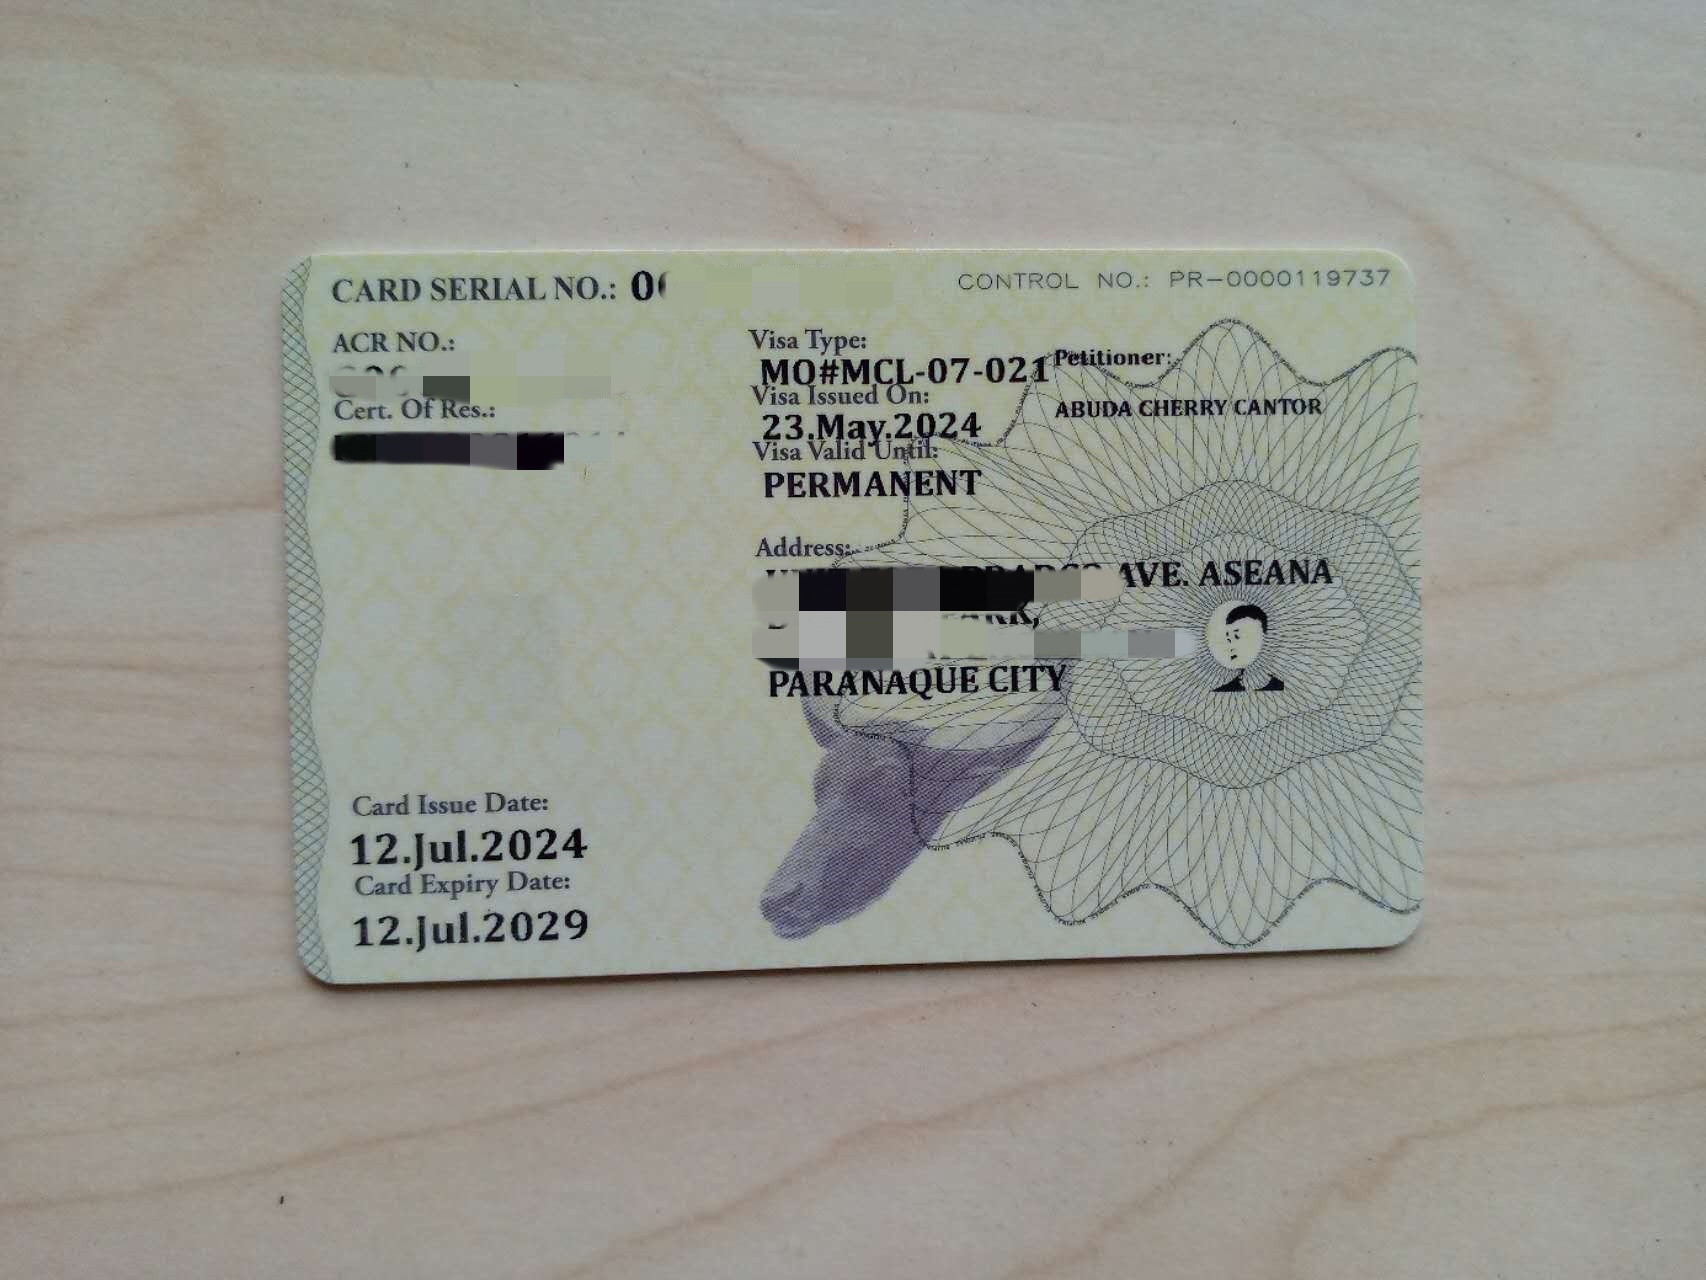 CARD SERIAL NO.: 0
CONTROL NO.: PR-0000119737
ACR NO.:
Cert. Of Res.:
Visa Type:
MO#MCL-07-021
Visa Issued On:
23.May.2024
Visa Valid Until:
PERMANENT
Petitioner:
ABUDA CHERRY CANTOR
Address:
AVE. ASEANA
PARANAQUE CITY
Card Issue Date:
12.Jul.2024
Card Expiry Date:
12.Jul.2029